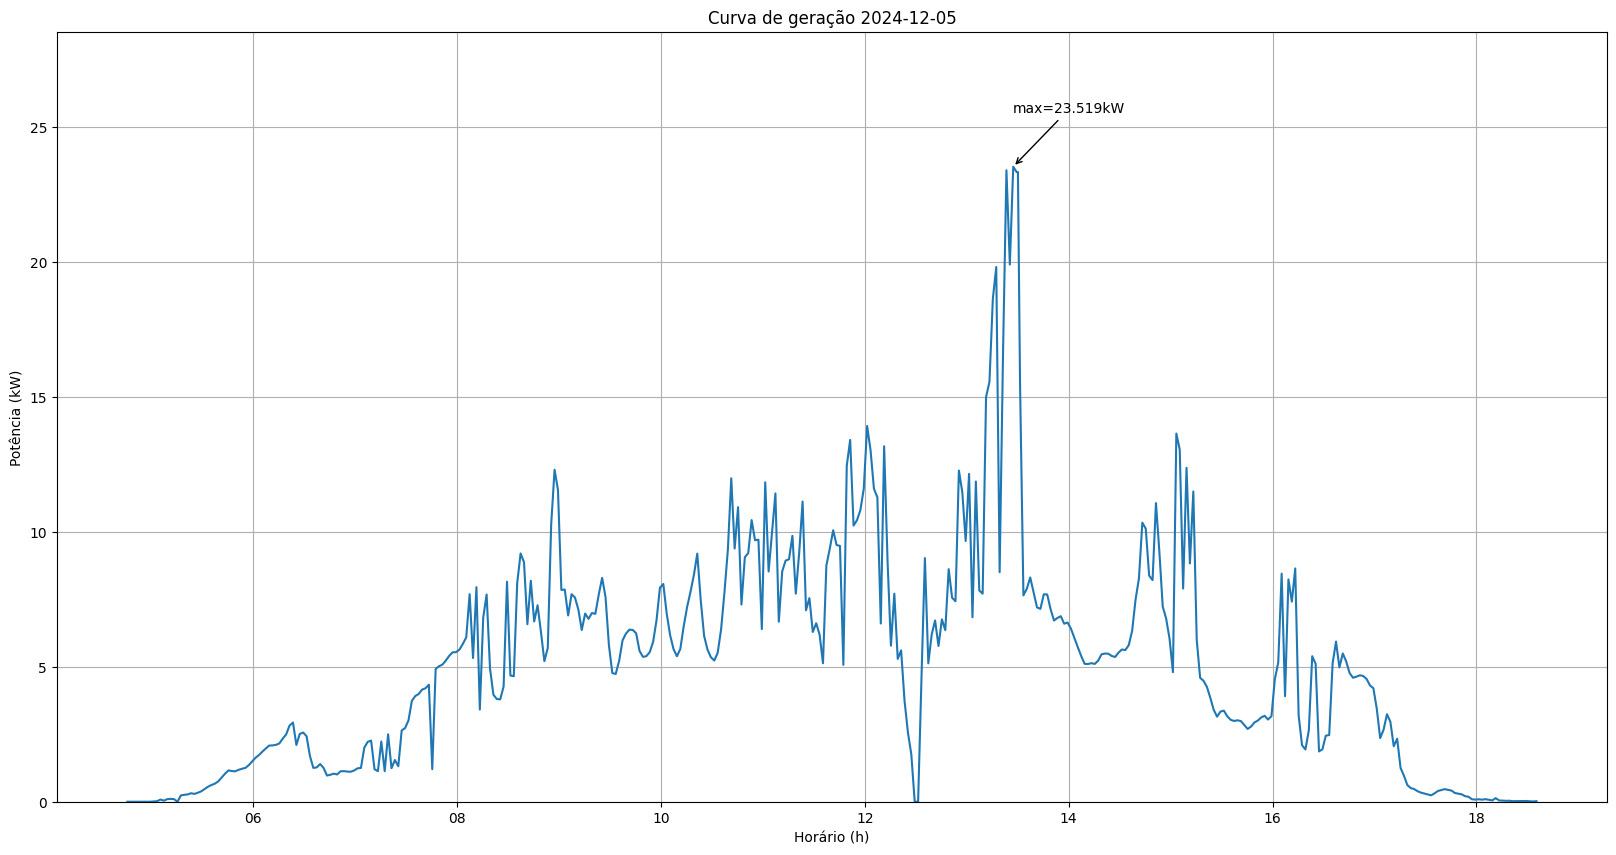 Curva de geração 2024-12-05
max=23.519kW
25
20
15
10
5
0
Potência (kW)
06 08 10 12 14 16 18
Horário (h)